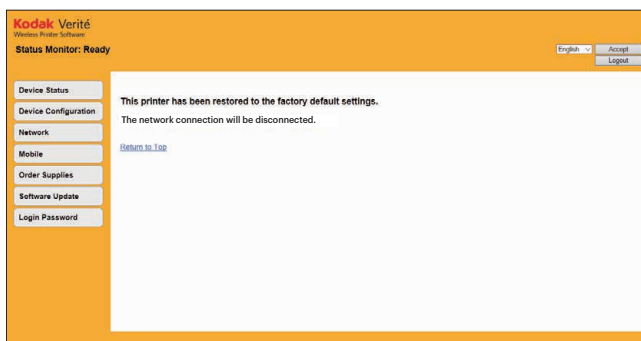 Kodak Verité
Wireless Printer Software
Status Monitor: Ready
English
Accept
Logout
Device Status
Device Configuration
Network
Mobile
Order Supplies
Software Update
Login Password
This printer has been restored to the factory default settings.
The network connection will be disconnected.
Return to Top